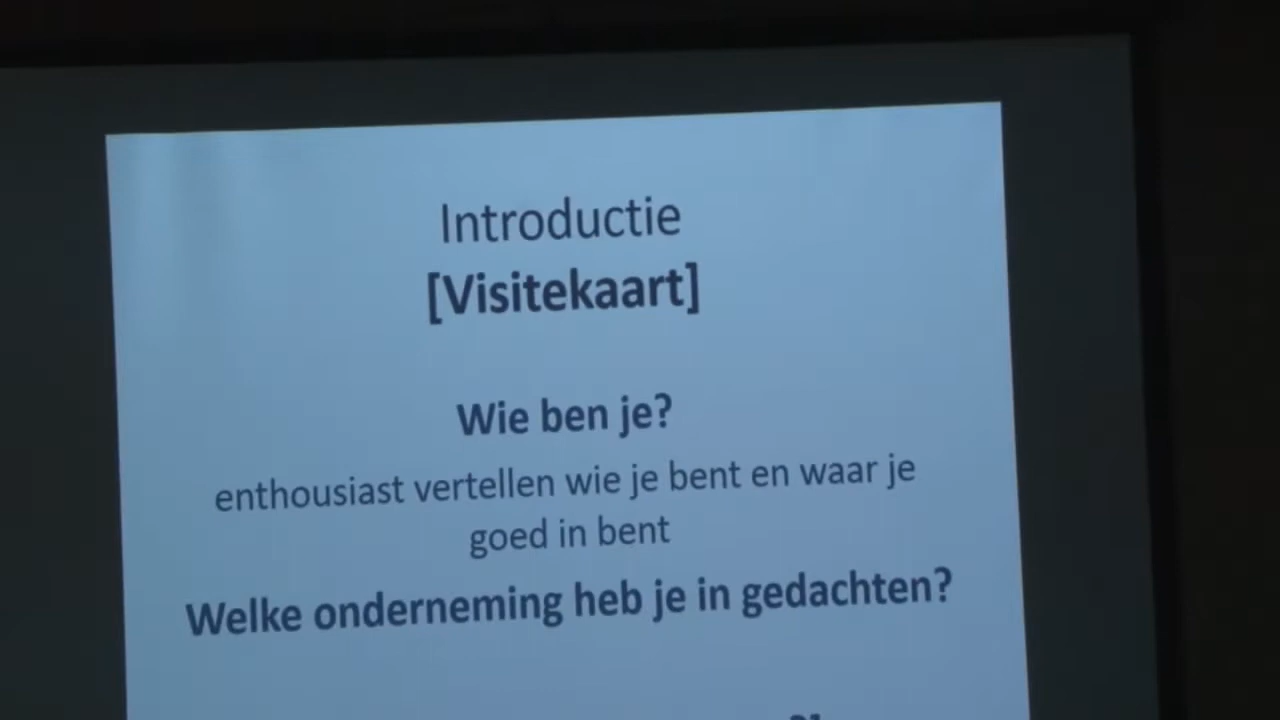 Introductie
[Visitekaart]
Wie ben je?
enthousiast vertellen wie je bent en waar je
goed in bent
Welke onderneming heb je in gedachten?